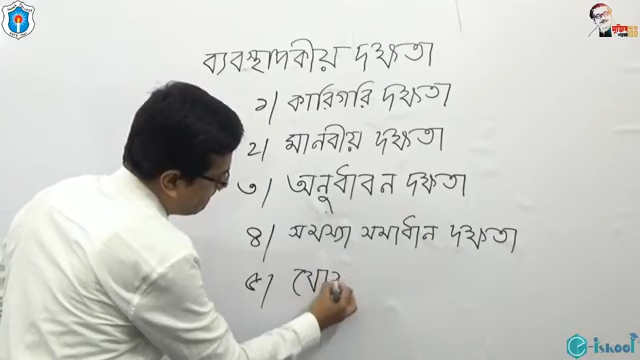 ব্যবস্থাপকীয় দক্ষতা
১| কারিগরি দক্ষতা
২| মানবীয় দক্ষতা
৩| অনুধাবন দক্ষতা
৪| সমস্যা সমাধান দক্ষতা
৫| যো
e-iskool